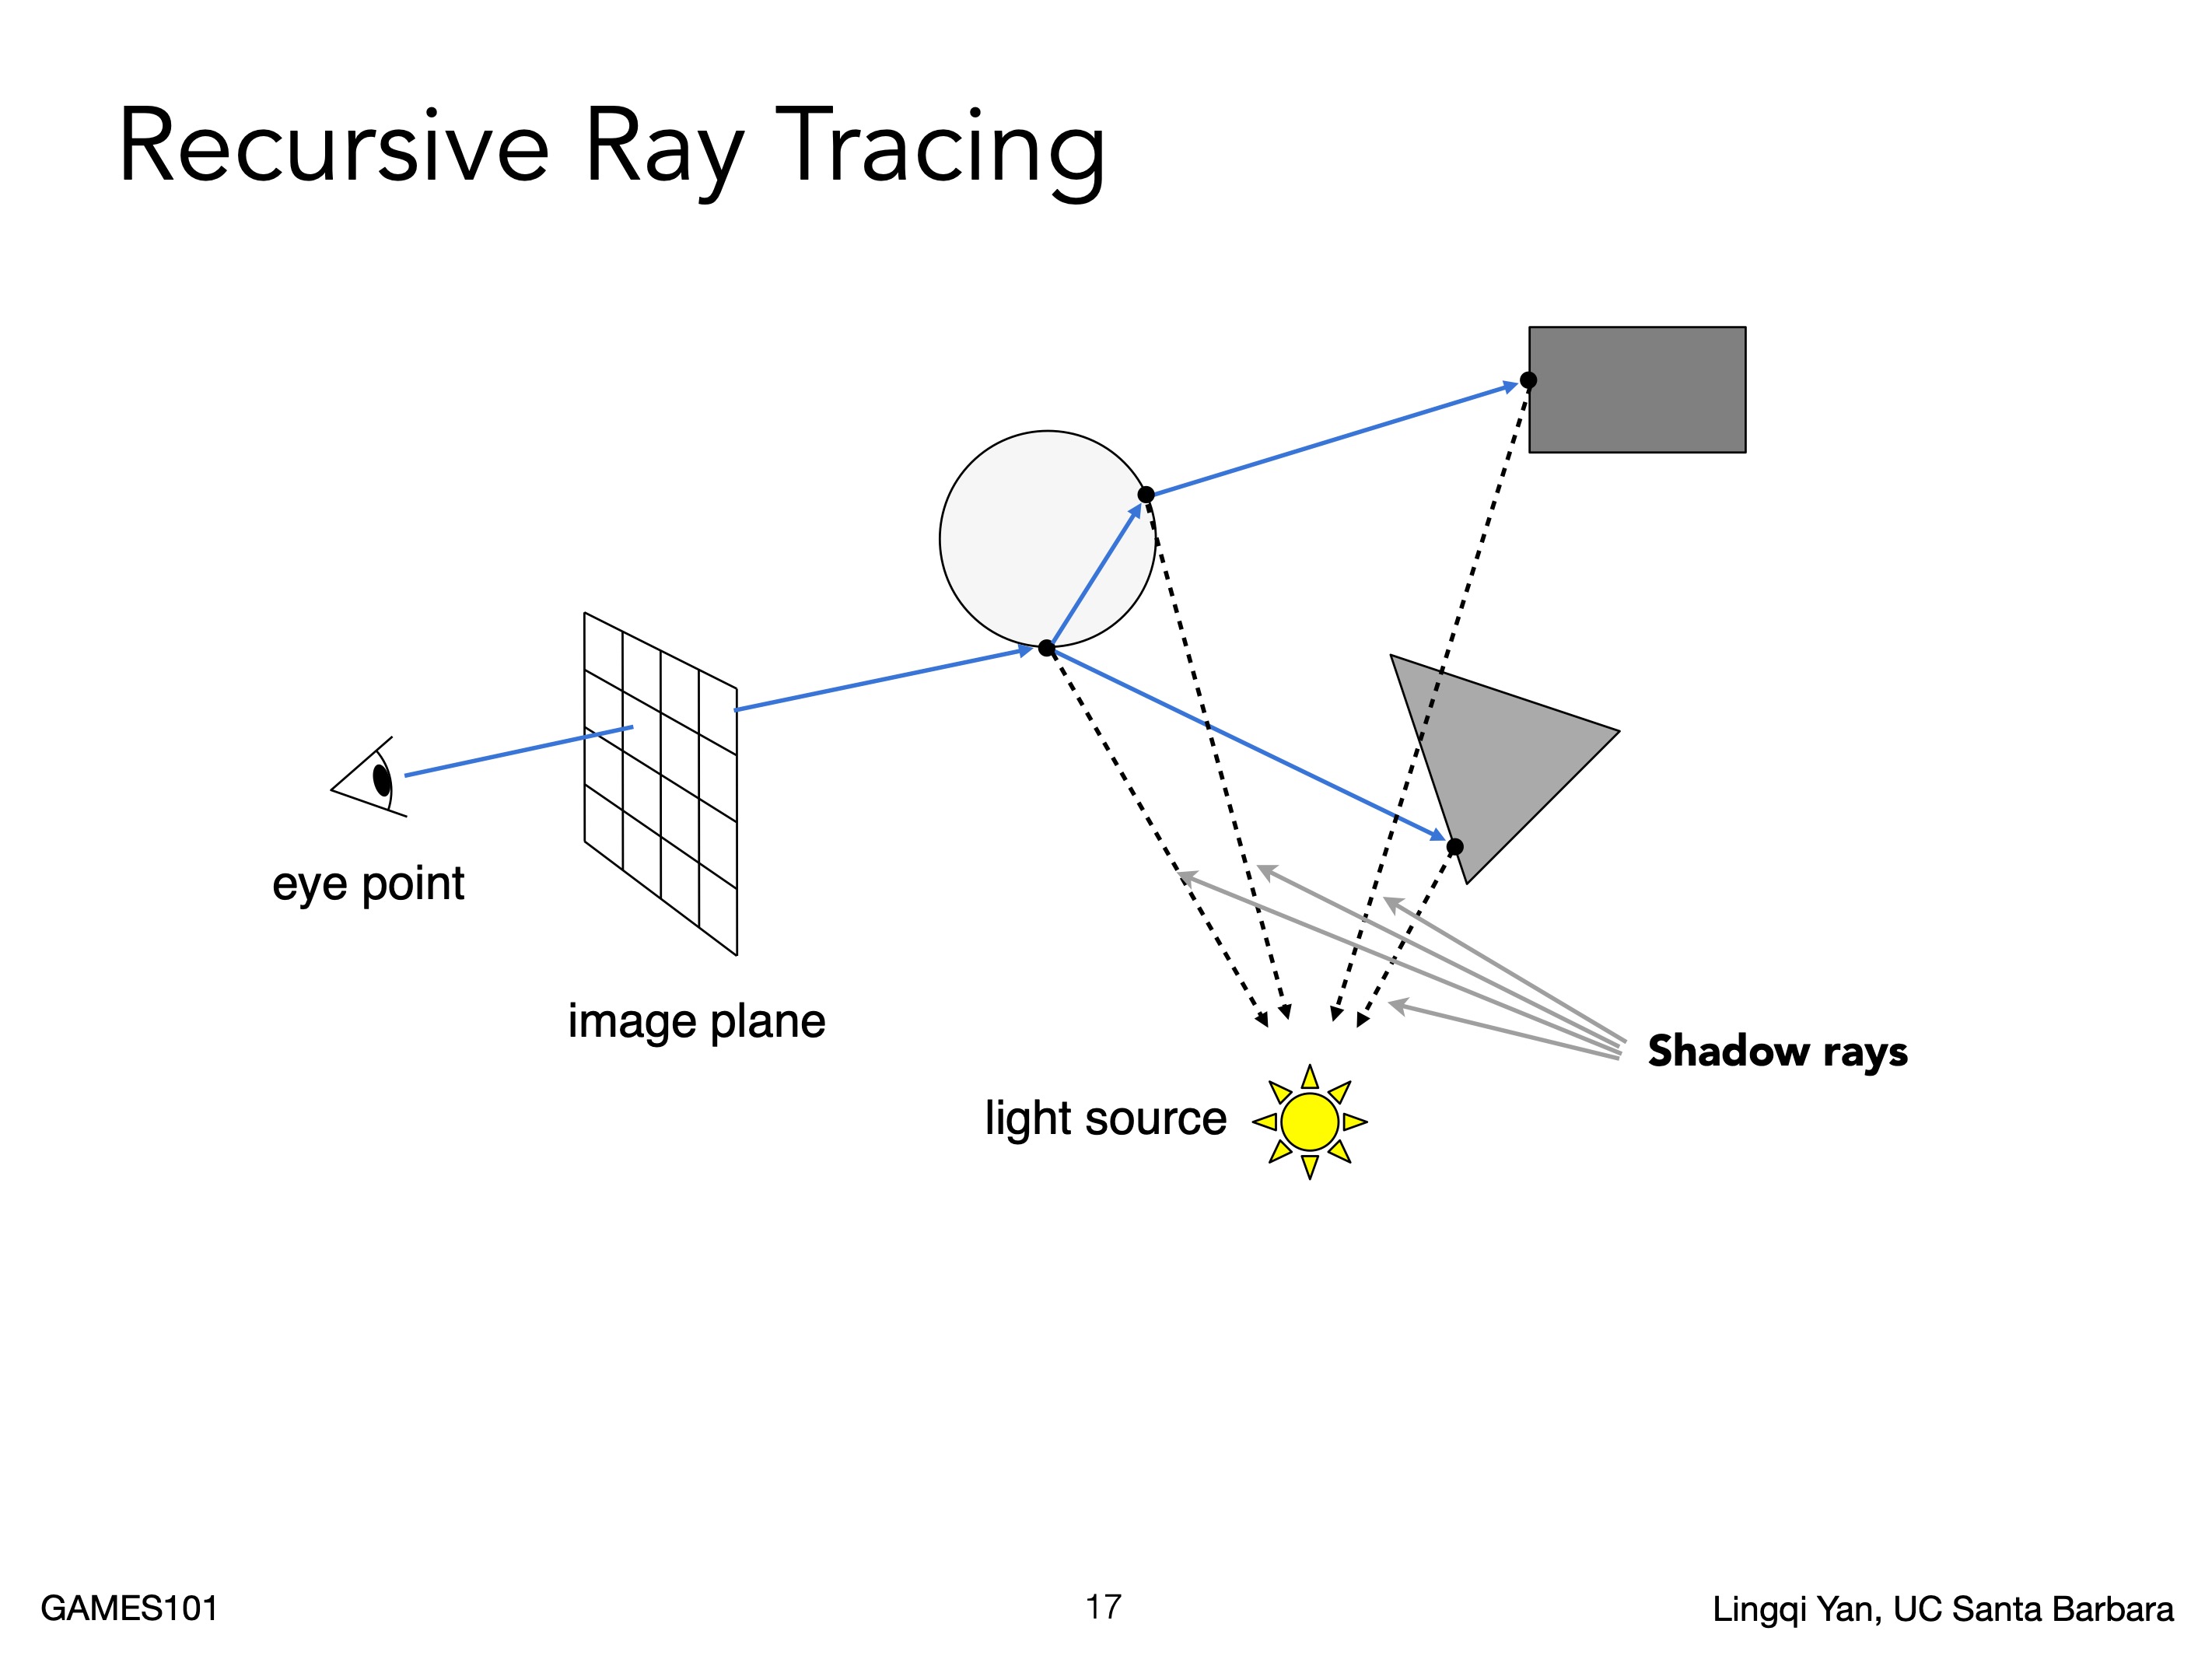 Recursive Ray Tracing
eye point
image plane
light source
Shadow rays
GAMES101
17
Lingqi Yan, UC Santa Barbara